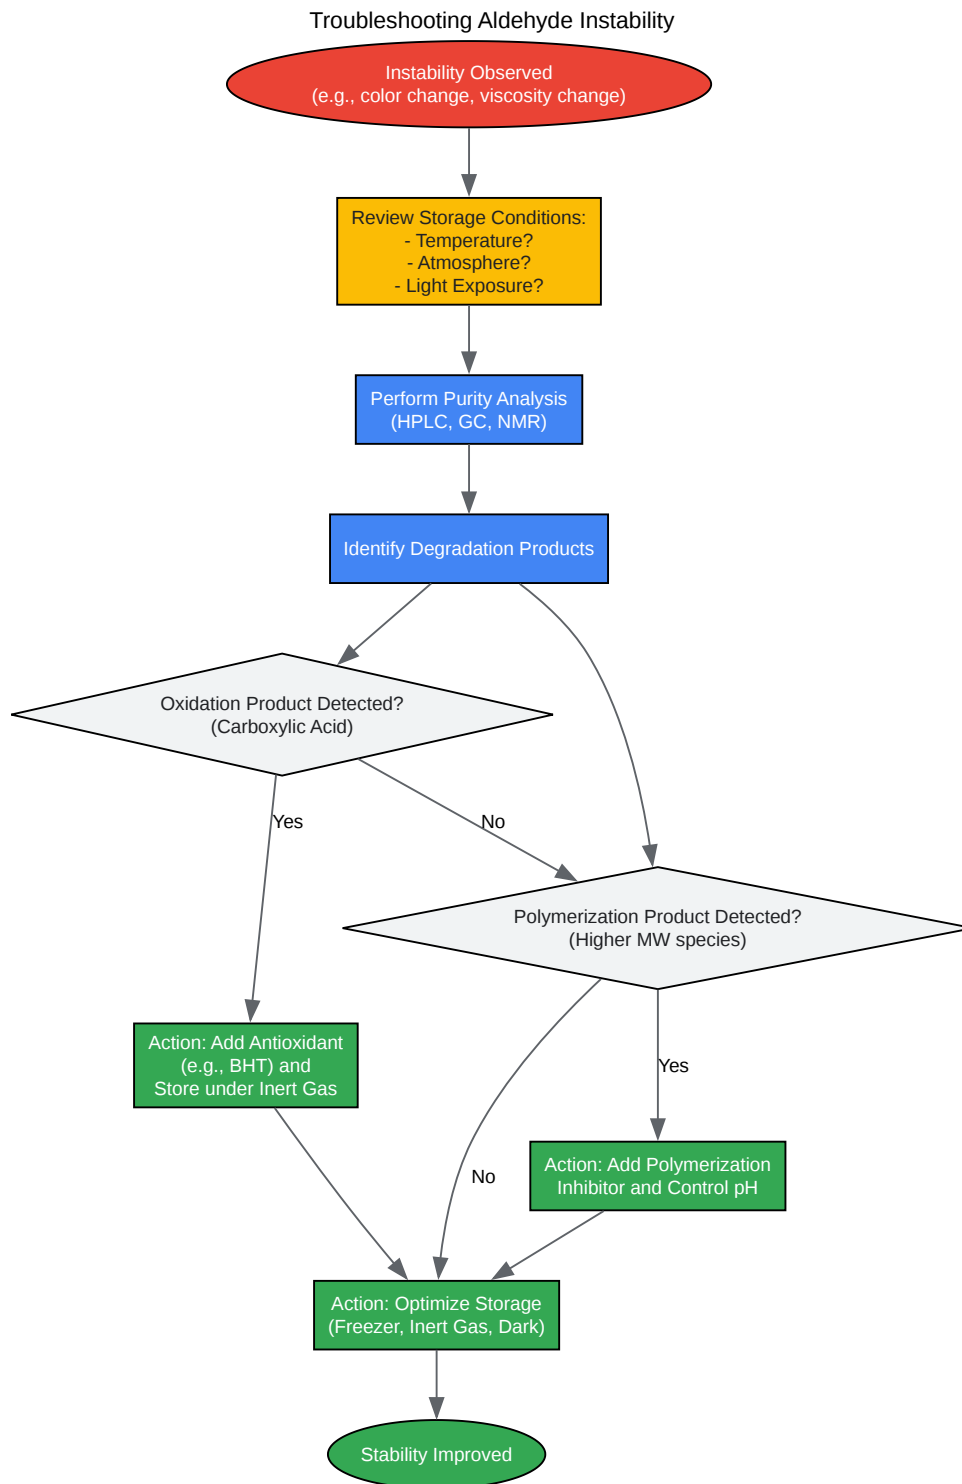 Troubleshooting Aldehyde Instability
Instability Observed
(e.g., color change, viscosity change)
Review Storage Conditions:
- Temperature?
- Atmosphere?
- Light Exposure?
Perform Purity Analysis
(HPLC, GC, NMR)
Identify Degradation Products
Oxidation Product Detected?
(Carboxylic Acid)
Yes
No
Polymerization Product Detected?
(Higher MW species)
Action: Add Antioxidant
(e.g., BHT) and
Store under Inert Gas
Yes
No
Action: Add Polymerization
Inhibitor and Control pH
Action: Optimize Storage
(Freezer, Inert Gas, Dark)
Stability Improved